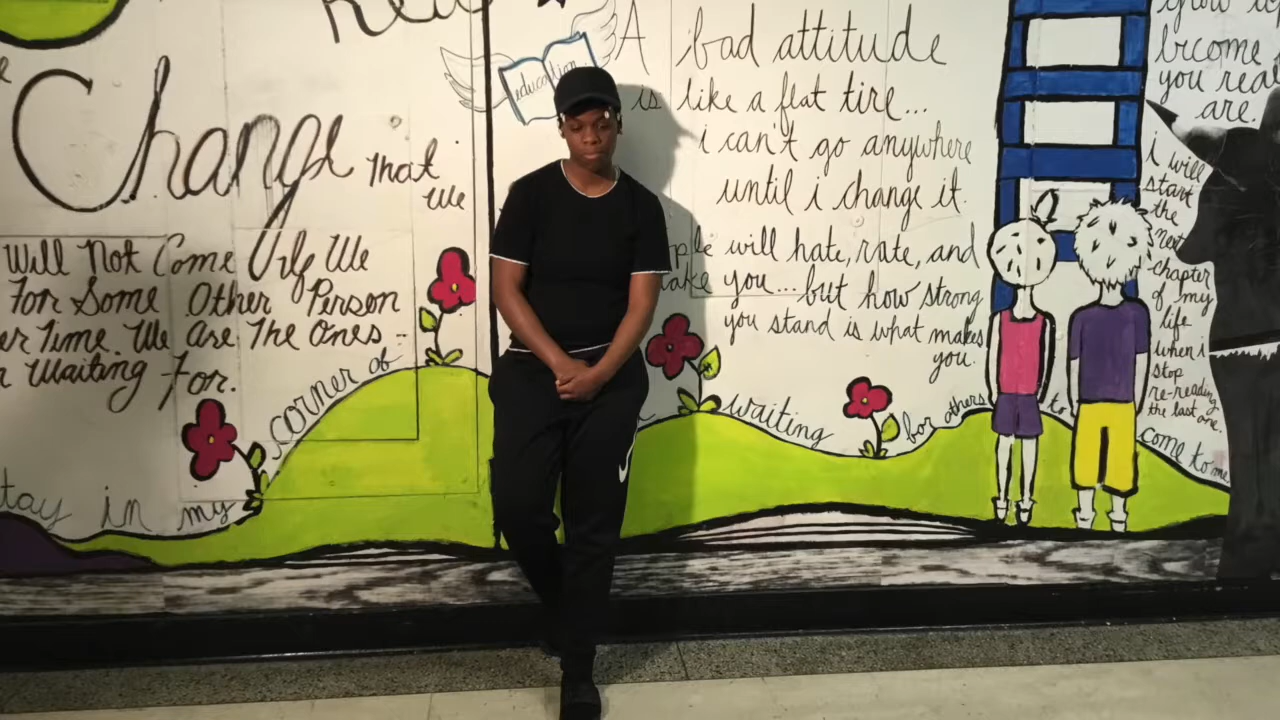 Change That
We
Will Not Come If We
For Some Other Person
Time. We Are The Ones
Waiting For.
stay in my
corner of
education
A bad attitude
is like a flat tire...
i can't go anywhere
until i change it.
will hate, rate, and
you... but how strong
you stand is what makes
you.
waiting
for others
to
come to me
grow up
become
you really
are.
i will
start
the
next
chapter
of my
life
when i
stop
re-reading
the last one.